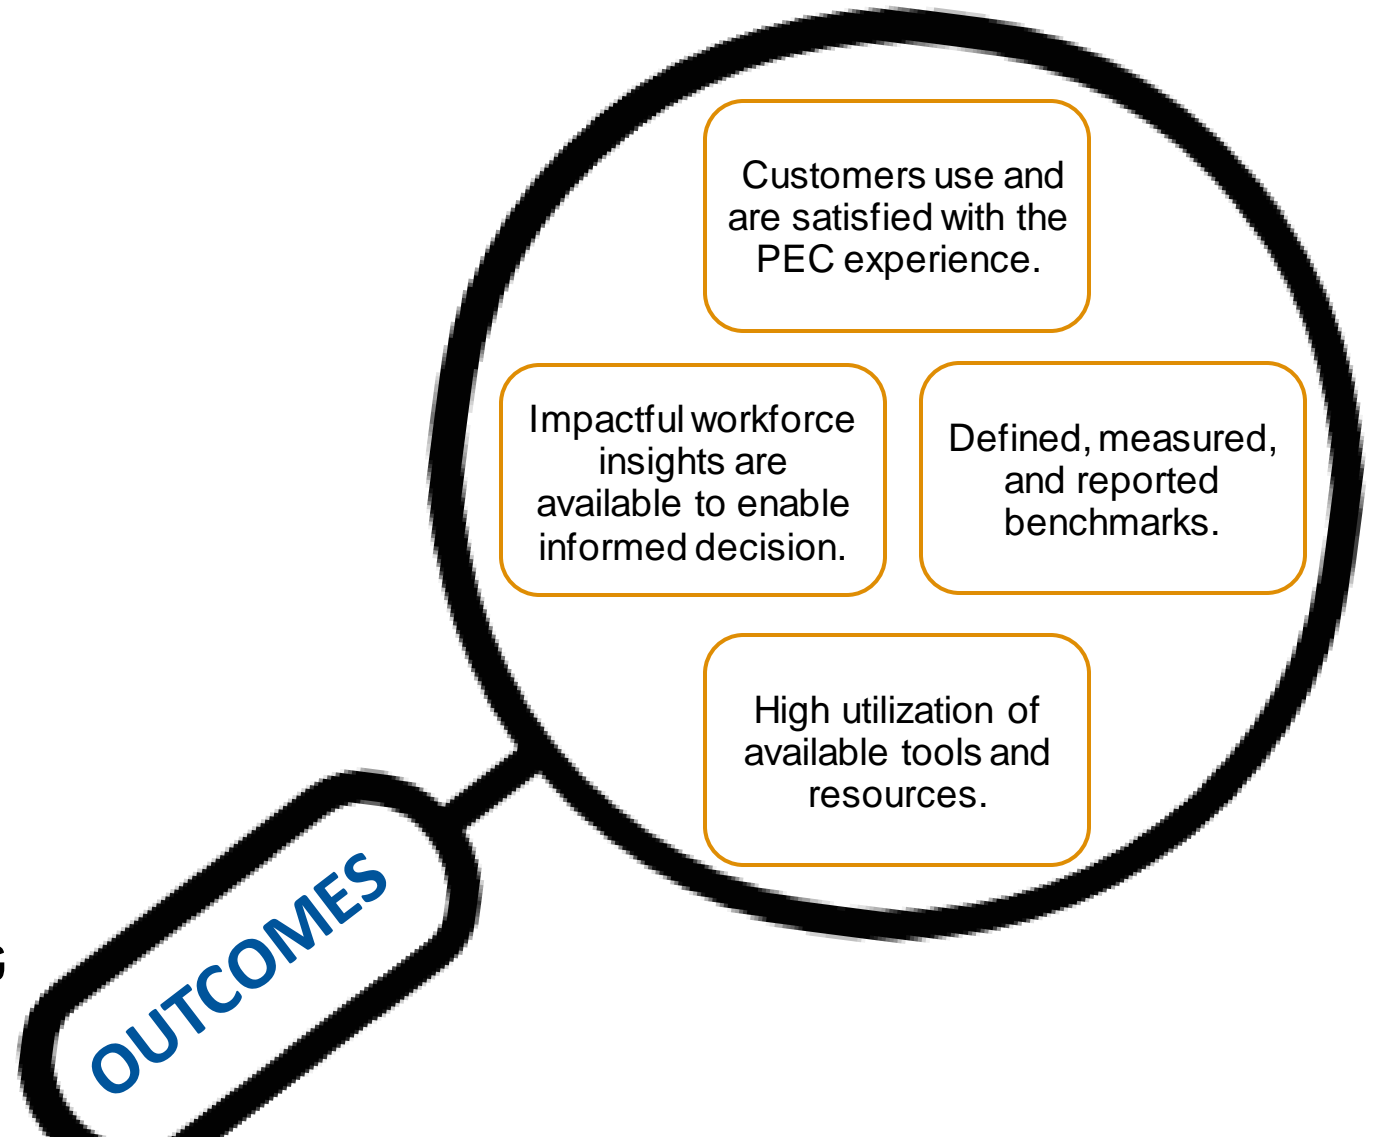 Customers use and
are satisfied with the
PEC experience.
Impactful workforce
insights are
available to enable
informed decision.
Defined, measured,
and reported
benchmarks.
High utilization of
available tools and
resources.
OUTCOMES